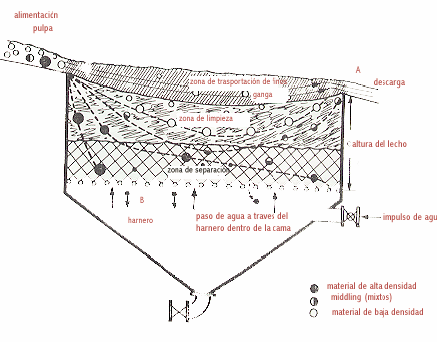 alimentación
pulpa
zona de trasportación de fines
ganga
A
descarga
zona de limpieza
altura del lecho
zona de separación
B
harnero
paso de agua a traves del
harnero dentro de la cama
impulso de agu
material de alta densidad
middling (mixtos)
material de baja densidad